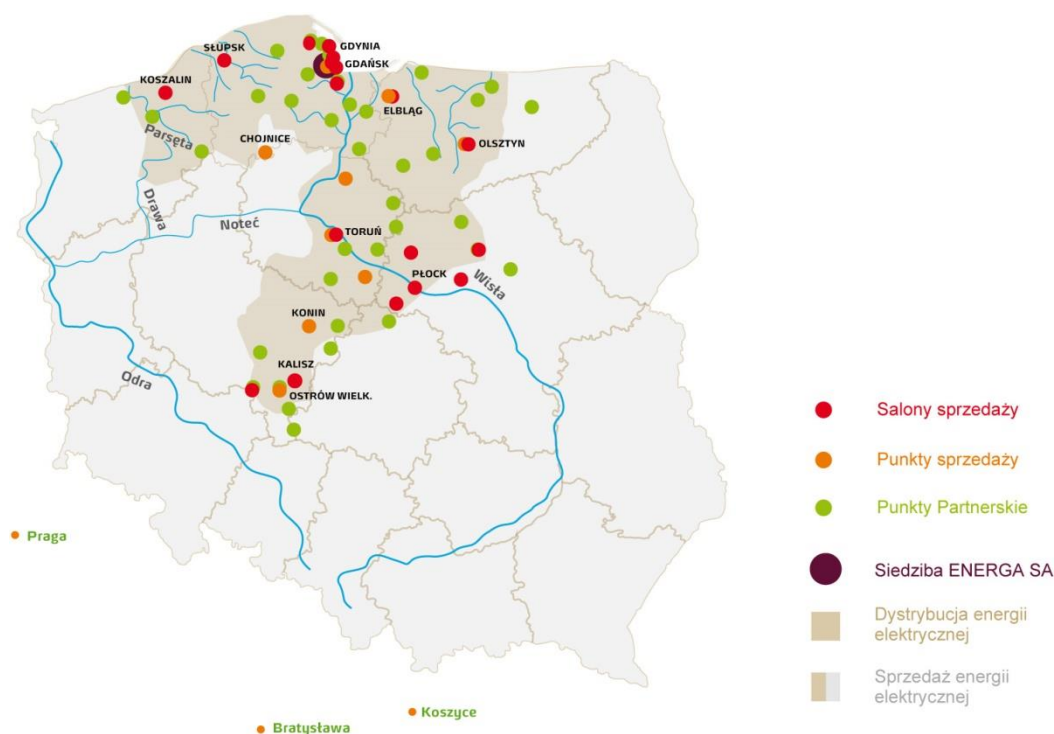 GDYNIA
SŁUPSK
GDAŃSK
KOSZALIN
ELBLĄG
Parsęta
CHOJNICE
OLSZTYN
Drawa
Noteć
TORUŃ
PŁOCK
Wisła
KONIN
KALISZ
Odra
OSTRÓW WIELK.
Salony sprzedaży
Punkty sprzedaży
Punkty Partnerskie
Praga
Siedziba ENERGA SA
Dystrybucja energii
elektrycznej
Sprzedaż energii
elektrycznej
Koszyce
Bratysława